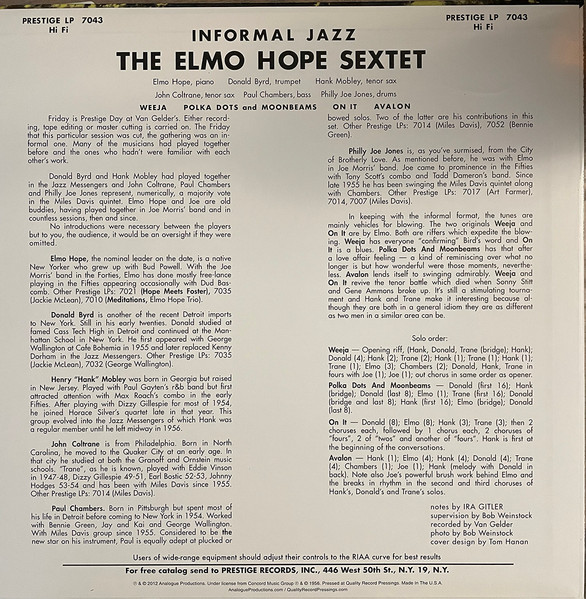 PRESTIGE LP 7043
Hi Fi
PRESTIGE LP 7043
Hi Fi
INFORMAL JAZZ
THE ELMO HOPE SEXTET
Elmo Hope, piano Donald Byrd, trumpet Hank Mobley, tenor sax
John Coltrane, tenor sax Paul Chambers, bass Philly Joe Jones, drums
WEEJA POLKA DOTS and MOONBEAMS ON IT AVALON
Friday is Prestige Day at Van Gelder's. Either record-
ing, tape editing or master cutting is carried on. The Friday
that this particular session was cut, the gathering was an in-
formal one. Many of the musicians had played together
before and the ones who hadn't were familiar with each
other's work.
Donald Byrd and Hank Mobley had played together
in the Jazz Messengers and John Coltrane, Paul Chambers
and Philly Joe Jones represent, numerically, a majority vote
in the Miles Davis quintet. Elmo Hope and Joe are old
buddies, having played together in Joe Morris' band and in
countless sessions, then and since.
No introductions were necessary between the players
but to you, the audience, it would be an oversight if they were
omitted.
Elmo Hope, the nominal leader on the date, is a native
New Yorker who grew up with Bud Powell. With the Joe
Morris' band in the Forties, Elmo has done mostly free-lance
playing in the Fifties appearing occasionally with Dud Bas-
comb. Other Prestige LPs: 7021 (Hope Meets Foster), 7035
(Jackie McLean), 7010 (Meditations, Elmo Hope Trio).
Donald Byrd is another of the recent Detroit imports
to New York. Still in his early twenties. Donald studied at
famed Cass Tech High in Detroit and continued at the Man-
hattan School in New York. He first appeared with George
Wallington at Cafe Bohemia in 1955 and later replaced Kenny
Dorham in the Jazz Messengers. Other Prestige LPs: 7035
(Jackie McLean), 7032 (George Wallington).
Henry "Hank" Mobley was born in Georgia but raised
in New Jersey. Played with Paul Gayten's r&b band but first
attracted attention with Max Roach's combo in the early
Fifties. After playing with Dizzy Gillespie for most of 1954,
he joined Horace Silver's quartet late in that year. This
group evolved into the Jazz Messengers of which Hank was
a regular member until he left midway in 1956.
John Coltrane is from Philadelphia. Born in North
Carolina, he moved to the Quaker City at an early age. In
that city he studied at both the Granoff and Ornstein music
schools. "Trane", as he is known, played with Eddie Vinson
in 1947-48, Dizzy Gillespie 49-51, Earl Bostic 52-53, Johnny
Hodges 53-54 and has been with Miles Davis since 1955.
Other Prestige LPs: 7014 (Miles Davis).
Paul Chambers. Born in Pittsburgh but spent most of
his life in Detroit before coming to New York in 1954. Worked
with Bennie Green, Jay and Kai and George Wallington.
With Miles Davis group since 1955. Considered to be the
new star on his instrument, Paul is equally adept at plucked or
bowed solos. Two of the latter are his contributions in this
set. Other Prestige LPs: 7014 (Miles Davis), 7052 (Bennie
Green).
Philly Joe Jones is, as you've surmised, from the City
of Brotherly Love. As mentioned before, he was with Elmo
in Joe Morris' band. Joe came to prominence in the Fifties
with Tony Scott's combo and Tadd Dameron's band. Since
late 1955 he has been swinging the Miles Davis quintet along
with Chambers. Other Prestige LPs: 7017 (Art Farmer),
7014, 7007 (Miles Davis).
In keeping with the informal format, the tunes are
mainly vehicles for blowing. The two originals Weeja and
On It are by Elmo. Both are riffers which expedite the blow-
ing. Weeja has everyone "confirming" Bird's word and On
It is a blues. Polka Dots And Moonbeams has that after
a love affair feeling — a kind of reminiscing over what no
longer is but how wonderful were those moments, neverthe-
less. Avalon lends itself to swinging admirably. Weeja and
On It revive the tenor battle which died when Sonny Stitt
and Gene Ammons broke up. It's still a stimulating tourna-
ment and Hank and Trane make it interesting because al-
though they are both in a general idiom they are as different
as two men in a similar area can be.
Solo order:
Weeja — Opening riff, (Hank, Donald, Trane (bridge); Hank);
Donald (4); Hank (2); Trane (2); Hank (1); Trane (1); Hank (1);
Trane (1); Elmo (3); Chambers (2); Donald, Hank, Trane in
fours with Joe (1); Joe (1); out chorus in same order as opener.
Polka Dots And Moonbeams — Donald (first 16); Hank
(bridge); Donald (last 8); Elmo (1); Trane (first 16); Donald
(bridge and last 8); Hank (first 16); Elmo (bridge); Donald
(last 8).
On It — Donald (8); Elmo (8); Hank (3); Trane (3); then 2
choruses each, followed by 1 chorus each, 2 choruses of
"fours", 2 of "twos" and another of "fours". Hank is first at
the beginning of the conversations.
Avalon — Hank (1); Elmo (4); Hank (4); Donald (4); Trane
(4); Chambers (1); Joe (1); Hank (melody with Donald in
back). Note also Joe's powerful brush work behind Elmo and
the breaks in rhythm in the second and third choruses of
Hank's, Donald's and Trane's solos.
notes by IRA GITLER
supervision by Bob Weinstock
recorded by Van Gelder
photo by Bob Weinstock
cover design by Tom Hanan
Users of wide-range equipment should adjust their controls to the RIAA curve for best results
For free catalog send to PRESTIGE RECORDS, INC., 446 West 50th St., N.Y. 19, N.Y.
℗ & © 2012 Analogue Productions. Under license from Concord Music Group ℗ & © 1956. Pressed at Quality Record Pressings. Made In The U.S.A.
AnalogueProductions.com / QualityRecordPressings.com